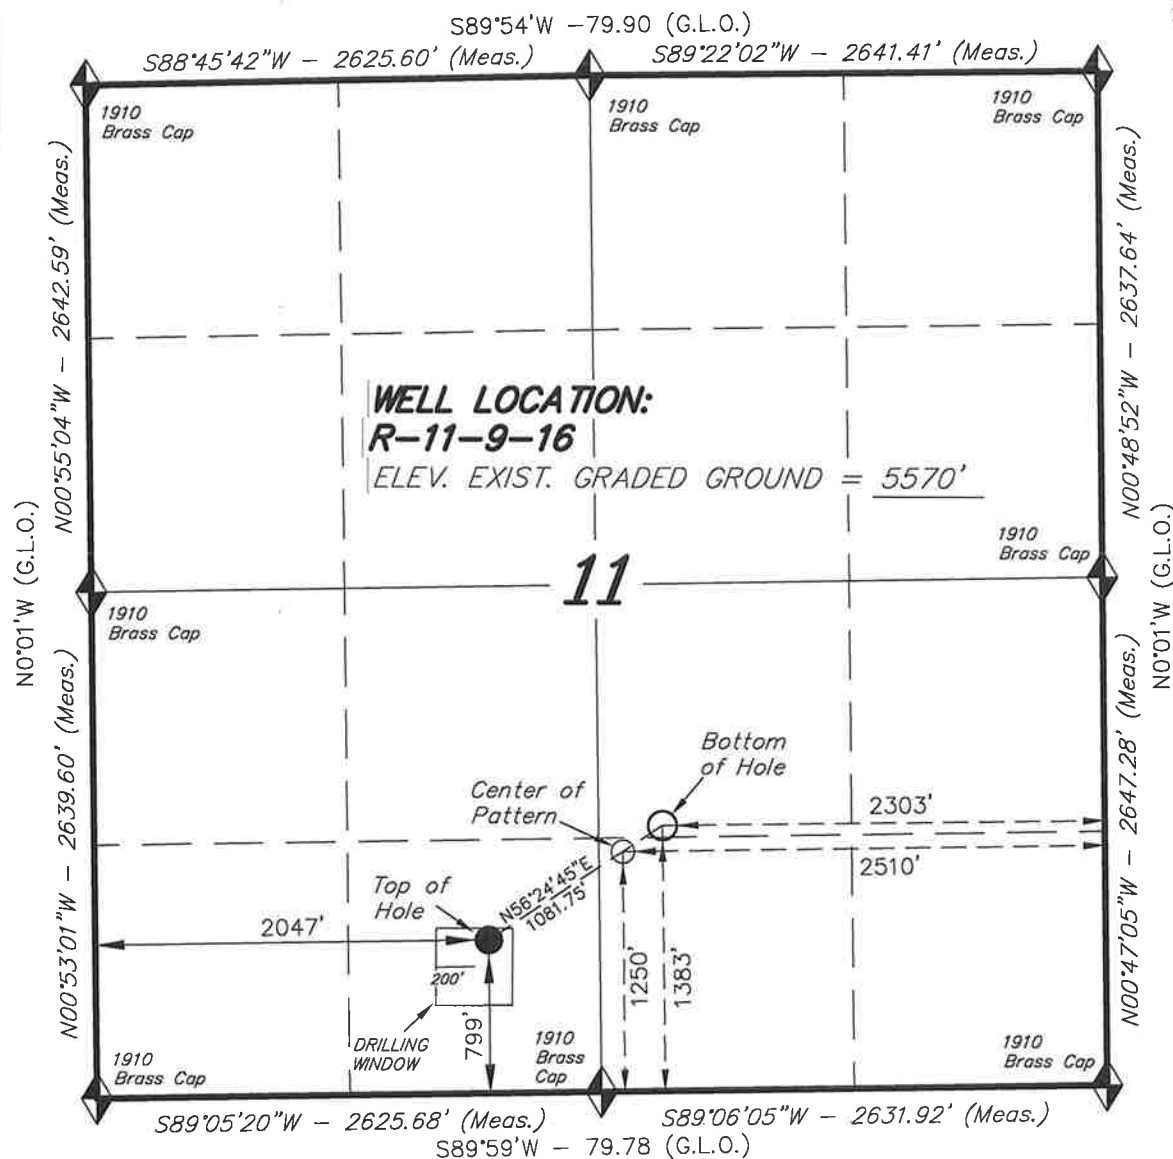 S89°54'W -79.90 (G.L.O.)
S88°45'42"W - 2625.60' (Meas.)
S89°22'02"W - 2641.41' (Meas.)
1910
Brass Cap
1910
Brass Cap
1910
Brass Cap
N00°55'04"W - 2642.59' (Meas.)
N00°48'52"W - 2637.64' (Meas.)
WELL LOCATION:
R-11-9-16
ELEV. EXIST. GRADED GROUND = 5570'
N0°01'W (G.L.O.)
N0°01'W (G.L.O.)
1910
Brass Cap
11
1910
Brass Cap
N00°53'01"W - 2639.60' (Meas.)
N00°47'05"W - 2647.28' (Meas.)
Bottom
of Hole
Center of
Pattern
2303'
2510'
Top of
Hole
N56°24'45"E
1081.75'
2047'
200'
1250'
1383'
799'
DRILLING
WINDOW
1910
Brass Cap
1910
Brass
Cap
1910
Brass Cap
S89°05'20"W - 2625.68' (Meas.)
S89°06'05"W - 2631.92' (Meas.)
S89°59'W - 79.78 (G.L.O.)